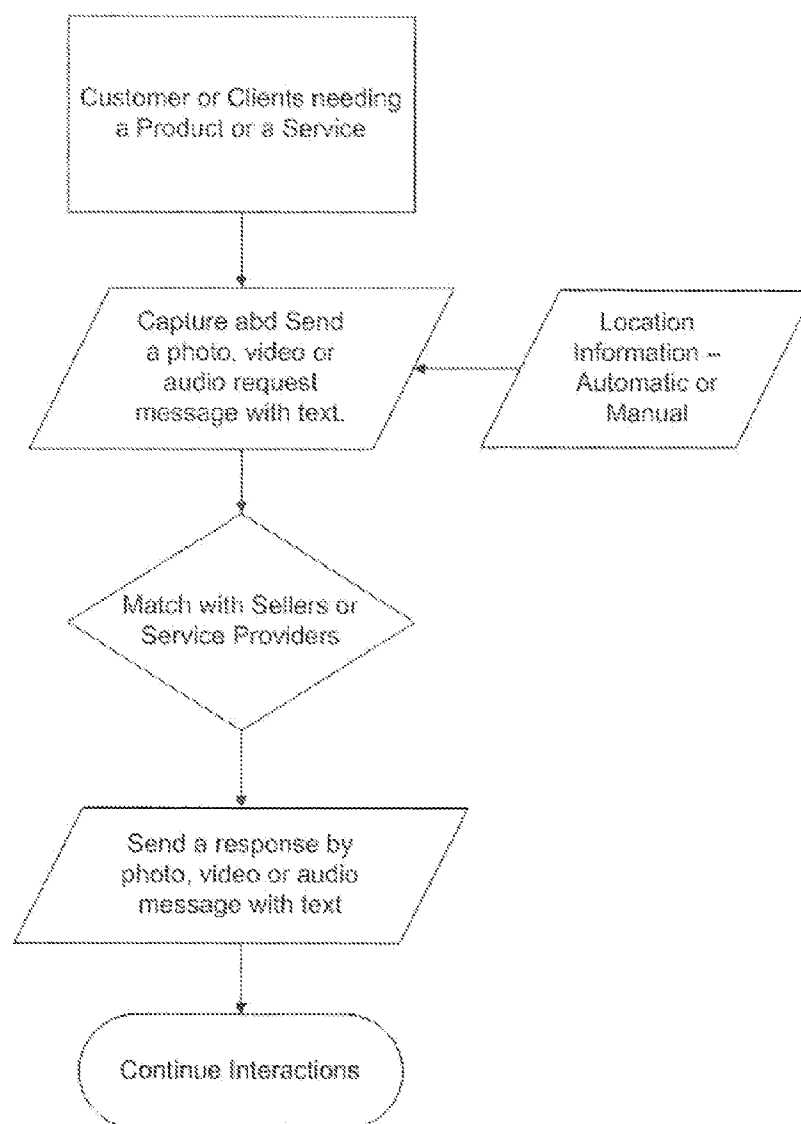 Customer or Clients needing
a Product or a Service
Capture abd Send
a photo, video or
audio request
message with text.
Location
Information –
Automatic or
Manual
Match with Sellers or
Service Providers
Send a response by
photo, video or audio
message with text
Continue Interactions